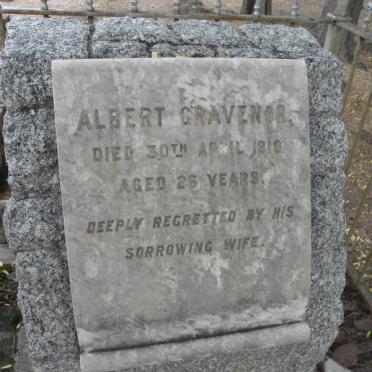 ALBERT GRAVENOR.
DIED 30TH APRIL 1910
AGED 26 YEARS.
DEEPLY REGRETTED BY HIS
SORROWING WIFE.